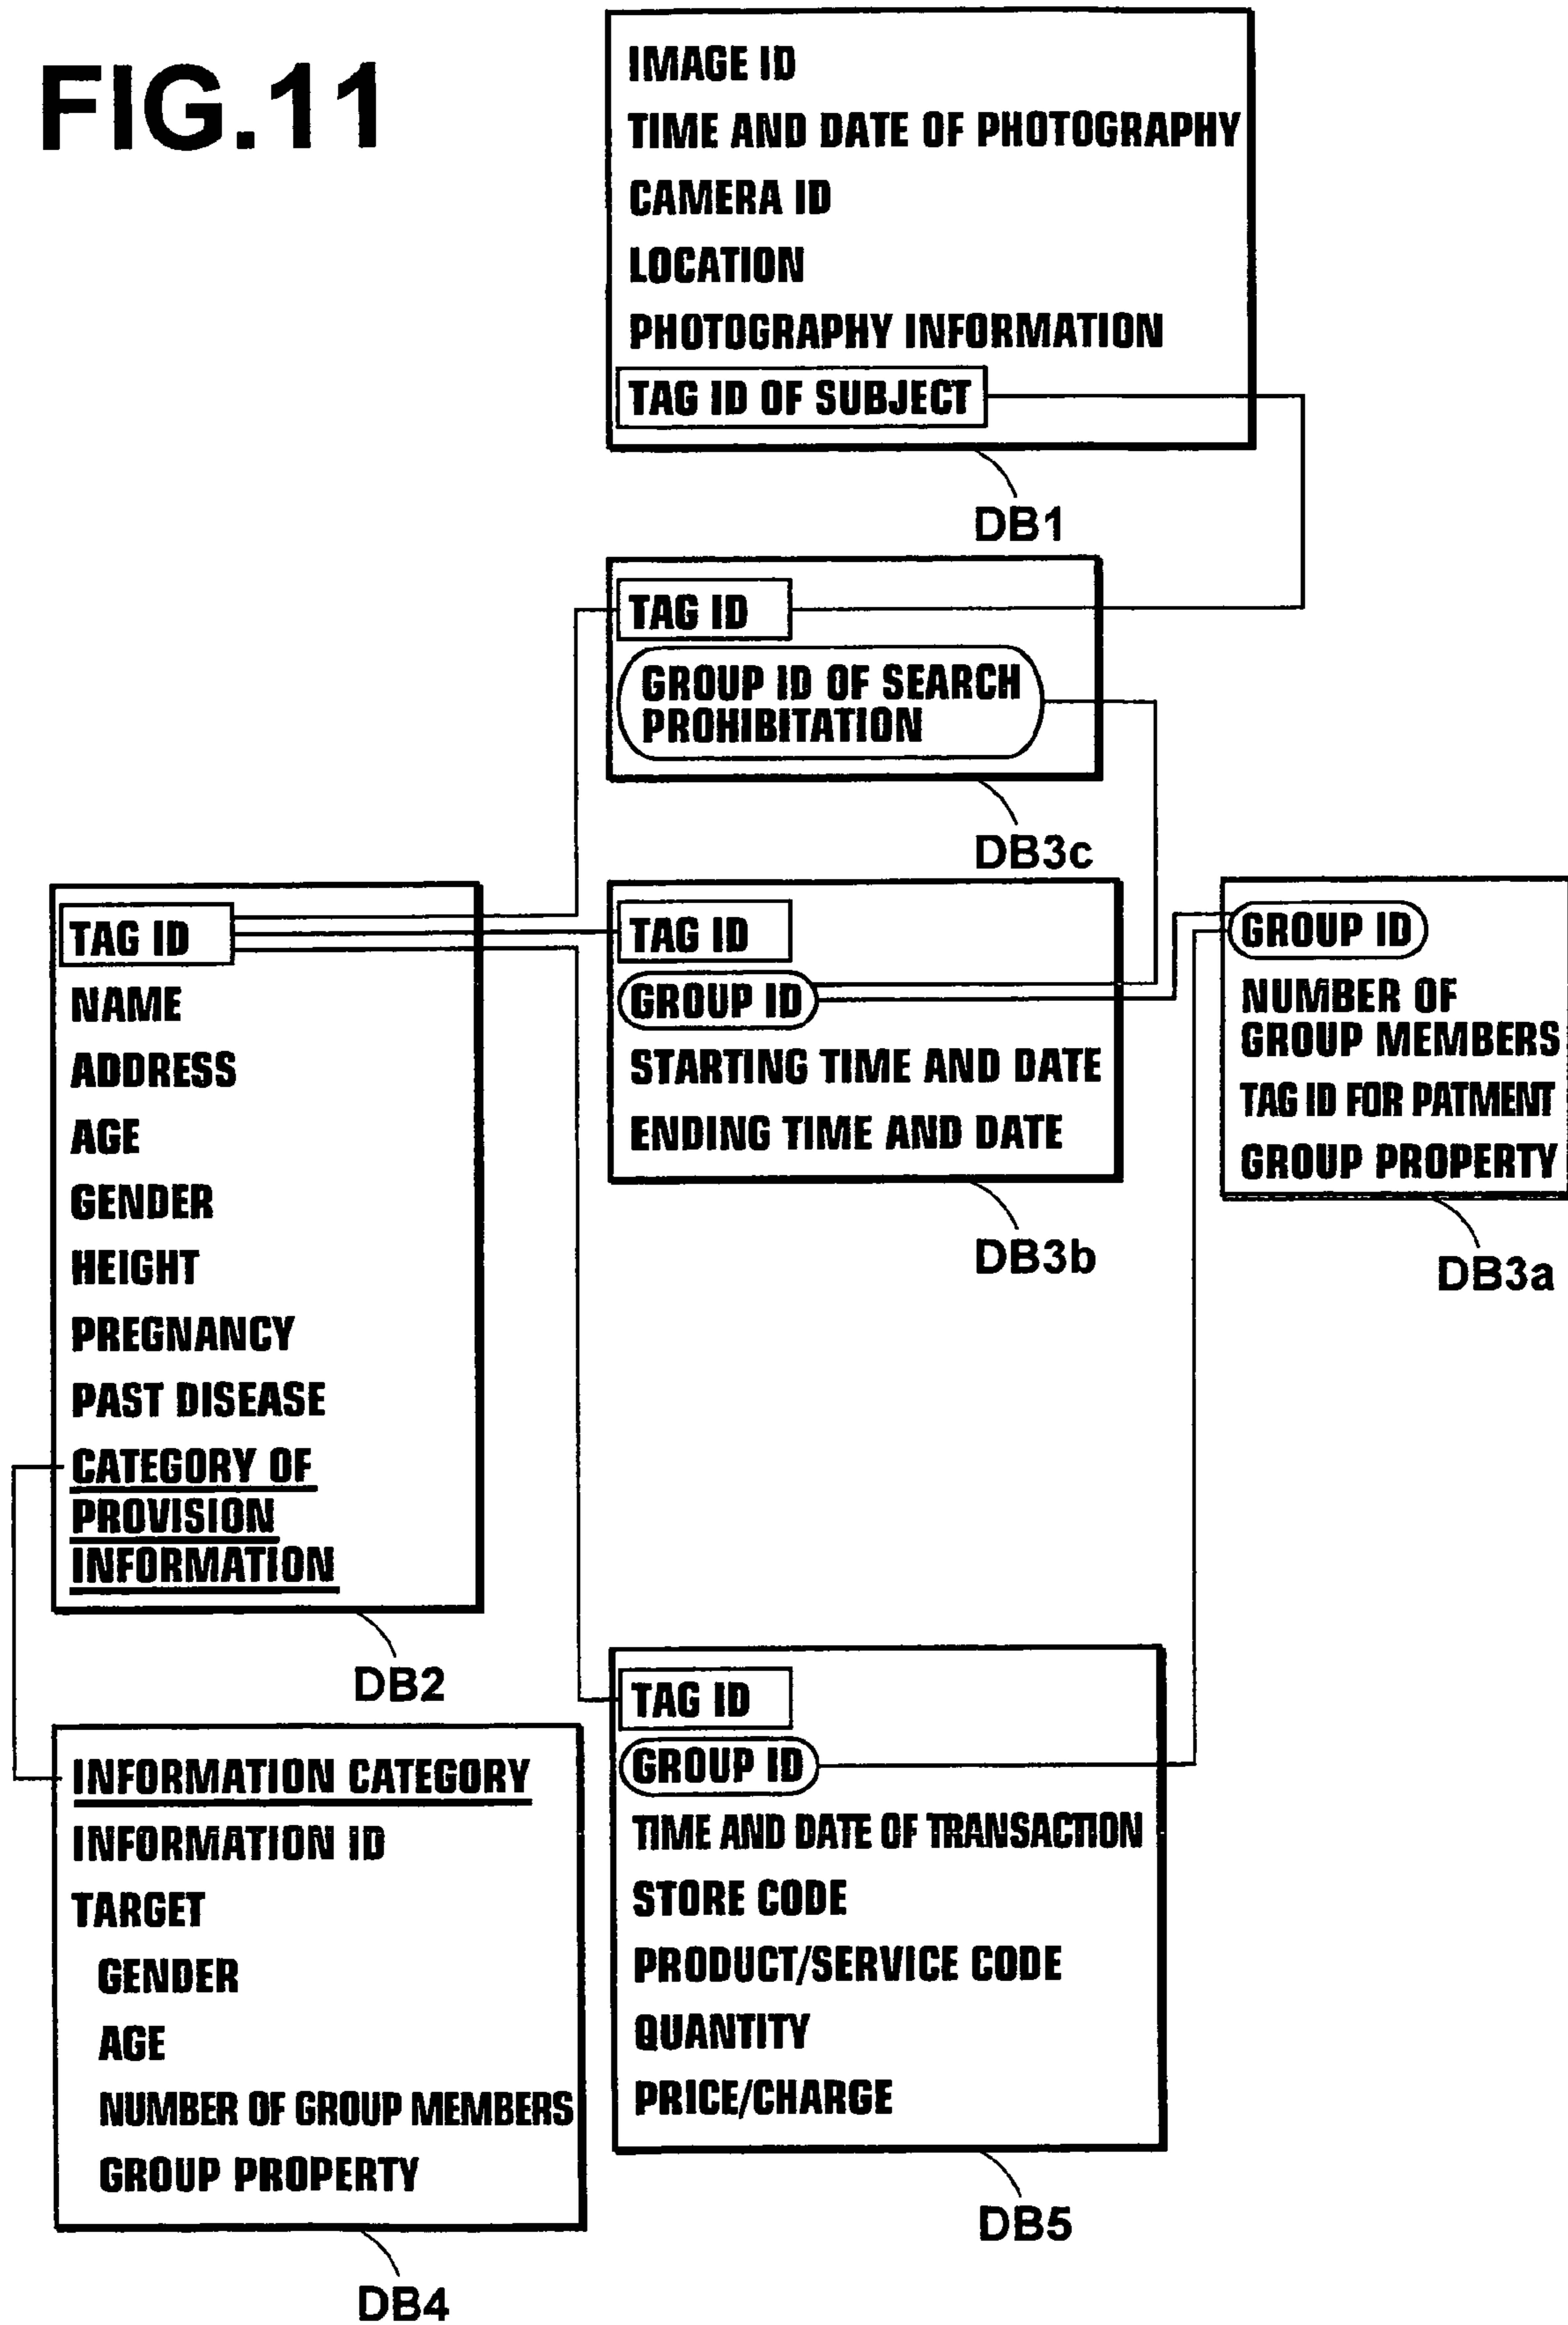 FIG.11
IMAGE ID
TIME AND DATE OF PHOTOGRAPHY
CAMERA ID
LOCATION
PHOTOGRAPHY INFORMATION
TAG ID OF SUBJECT
DB1
TAG ID
GROUP ID OF SEARCH
PROHIBITATION
DB3c
TAG ID
NAME
ADDRESS
AGE
GENDER
HEIGHT
PREGNANCY
PAST DISEASE
CATEGORY OF
PROVISION
INFORMATION
DB2
TAG ID
GROUP ID
STARTING TIME AND DATE
ENDING TIME AND DATE
DB3b
GROUP ID
NUMBER OF
GROUP MEMBERS
TAG ID FOR PATMENT
GROUP PROPERTY
DB3a
INFORMATION CATEGORY
INFORMATION ID
TARGET
GENDER
AGE
NUMBER OF GROUP MEMBERS
GROUP PROPERTY
DB4
TAG ID
GROUP ID
TIME AND DATE OF TRANSACTION
STORE CODE
PRODUCT/SERVICE CODE
QUANTITY
PRICE/CHARGE
DB5